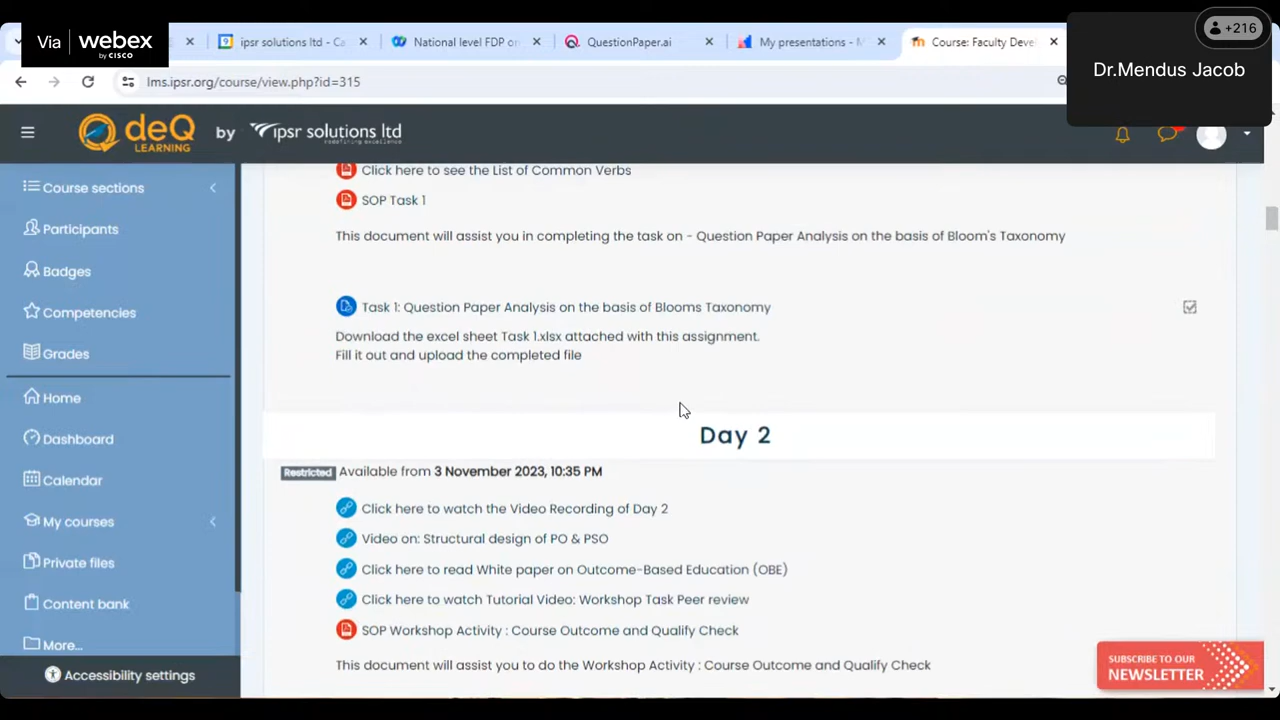 Via webex
by CISCO
ipsr solutions ltd - Ca
National level FDP on
QuestionPaper.ai
My presentations - M
Course: Faculty Deve
+216
Dr.Mendus Jacob
lms.ipsr.org/course/view.php?id=315
deQ LEARNING by ipsr solutions ltd
redefining excellence
Course sections
Participants
Badges
Competencies
Grades
Home
Dashboard
Calendar
My courses
Private files
Content bank
More...
Accessibility settings
Click here to see the List of Common Verbs
SOP Task 1
This document will assist you in completing the task on - Question Paper Analysis on the basis of Bloom's Taxonomy
Task 1: Question Paper Analysis on the basis of Blooms Taxonomy
Download the excel sheet Task 1.xlsx attached with this assignment.
Fill it out and upload the completed file
Day 2
Restricted Available from 3 November 2023, 10:35 PM
Click here to watch the Video Recording of Day 2
Video on: Structural design of PO & PSO
Click here to read White paper on Outcome-Based Education (OBE)
Click here to watch Tutorial Video: Workshop Task Peer review
SOP Workshop Activity : Course Outcome and Qualify Check
This document will assist you to do the Workshop Activity : Course Outcome and Qualify Check
SUBSCRIBE TO OUR
NEWSLETTER